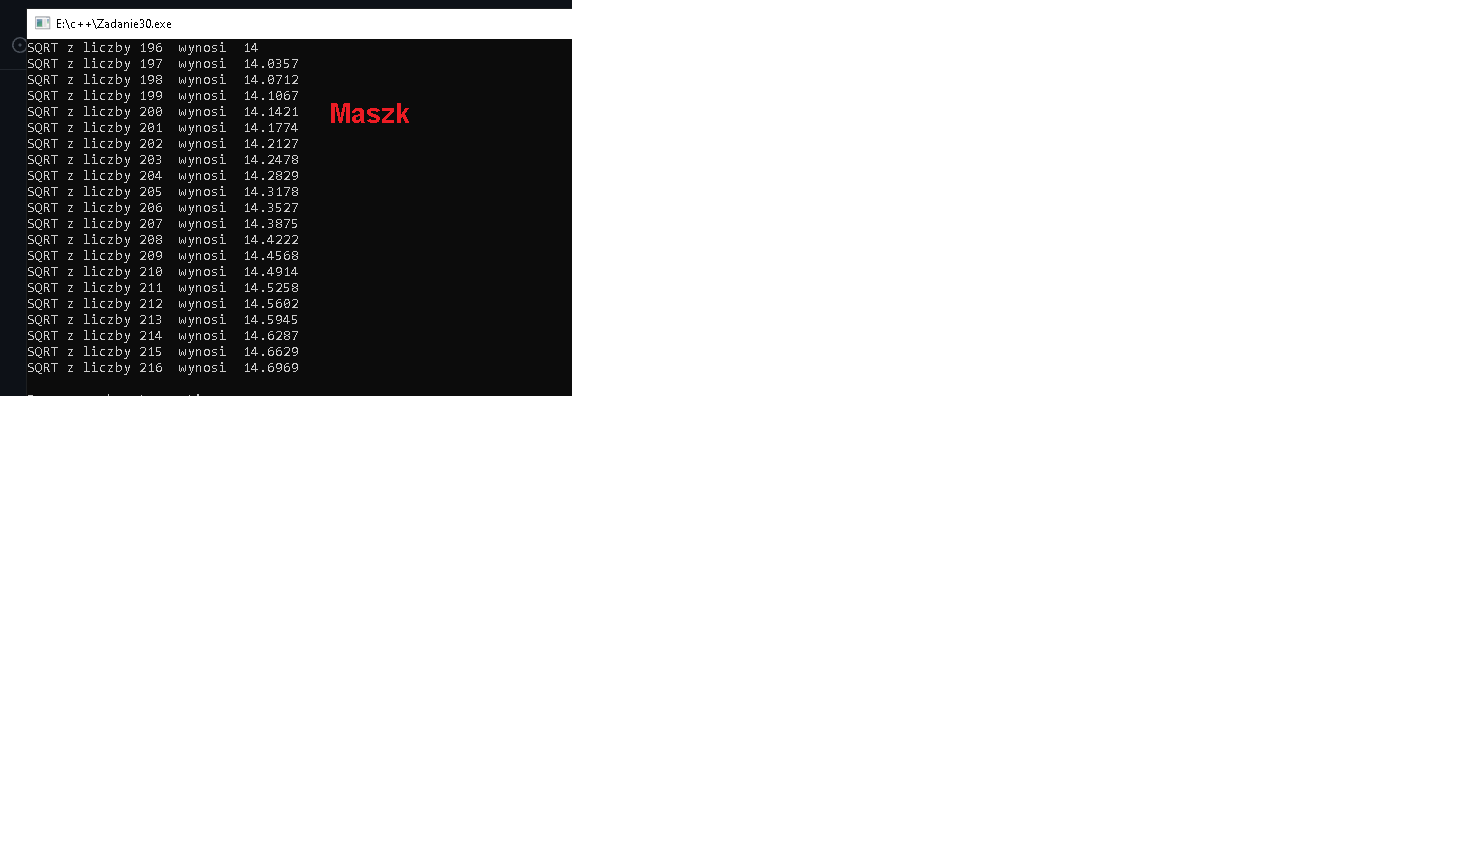 E:\c++\Zadanie30.exe
SQRT z liczby 196 wynosi 14
SQRT z liczby 197 wynosi 14.0357
SQRT z liczby 198 wynosi 14.0712
SQRT z liczby 199 wynosi 14.1067
Maszk
SQRT z liczby 200 wynosi 14.1421
SQRT z liczby 201 wynosi 14.1774
SQRT z liczby 202 wynosi 14.2127
SQRT z liczby 203 wynosi 14.2478
SQRT z liczby 204 wynosi 14.2829
SQRT z liczby 205 wynosi 14.3178
SQRT z liczby 206 wynosi 14.3527
SQRT z liczby 207 wynosi 14.3875
SQRT z liczby 208 wynosi 14.4222
SQRT z liczby 209 wynosi 14.4568
SQRT z liczby 210 wynosi 14.4914
SQRT z liczby 211 wynosi 14.5258
SQRT z liczby 212 wynosi 14.5602
SQRT z liczby 213 wynosi 14.5945
SQRT z liczby 214 wynosi 14.6287
SQRT z liczby 215 wynosi 14.6629
SQRT z liczby 216 wynosi 14.6969